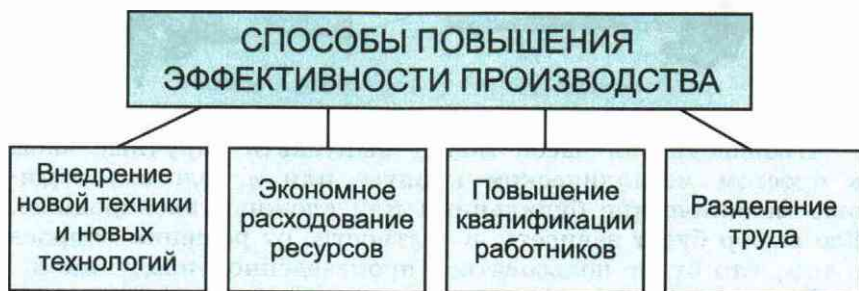 СПОСОБЫ ПОВЫШЕНИЯ
ЭФФЕКТИВНОСТИ ПРОИЗВОДСТВА
Внедрение
новой техники
и новых
технологий
Экономное
расходование
ресурсов
Повышение
квалификации
работников
Разделение
труда